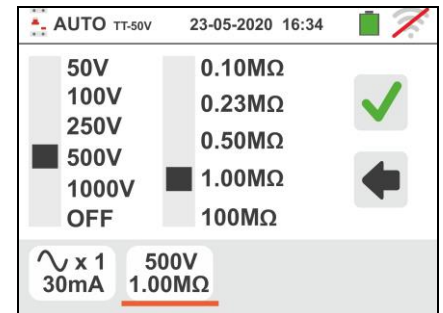 AUTO TT-50V 23-05-2020 16:34
50V 0.10MΩ
100V 0.23MΩ
250V 0.50MΩ
500V 1.00MΩ
1000V 100MΩ
OFF
x 1
30mA
500V
1.00MΩ